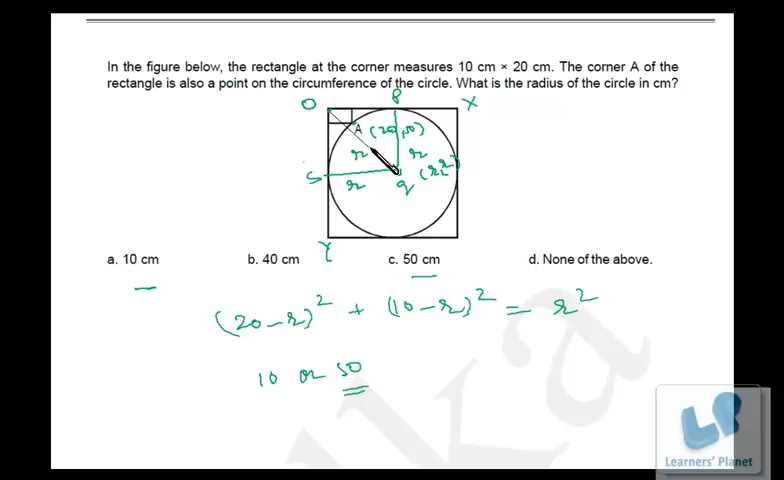 In the figure below, the rectangle at the corner measures 10 cm × 20 cm. The corner A of the
rectangle is also a point on the circumference of the circle. What is the radius of the circle in cm?
O P X
A (20,10)
r r
S r q (r,r)
Y
a. 10 cm b. 40 cm c. 50 cm d. None of the above.
(20-r)² + (10-r)² = r²
10 or 50
LP
Learners' Planet